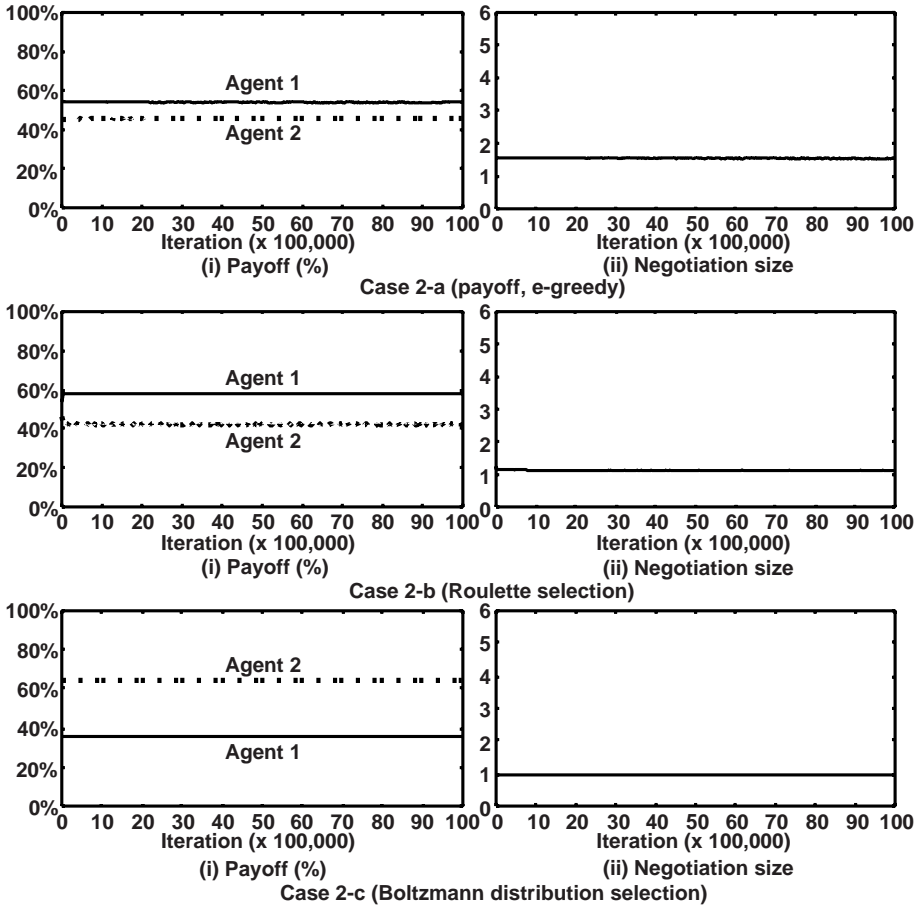 100%
80%
60%
40%
20%
0%
Agent 1
Agent 2
0 10 20 30 40 50 60 70 80 90 100
Iteration (x 100,000)
(i) Payoff (%)
6
5
4
3
2
1
0
0 10 20 30 40 50 60 70 80 90 100
Iteration (x 100,000)
(ii) Negotiation size
Case 2-a (payoff, e-greedy)
100%
80%
60%
40%
20%
0%
Agent 1
Agent 2
0 10 20 30 40 50 60 70 80 90 100
Iteration (x 100,000)
(i) Payoff (%)
6
5
4
3
2
1
0
0 10 20 30 40 50 60 70 80 90 100
Iteration (x 100,000)
(ii) Negotiation size
Case 2-b (Roulette selection)
100%
80%
60%
40%
20%
0%
Agent 2
Agent 1
0 10 20 30 40 50 60 70 80 90 100
Iteration (x 100,000)
(i) Payoff (%)
6
5
4
3
2
1
0
0 10 20 30 40 50 60 70 80 90 100
Iteration (x 100,000)
(ii) Negotiation size
Case 2-c (Boltzmann distribution selection)